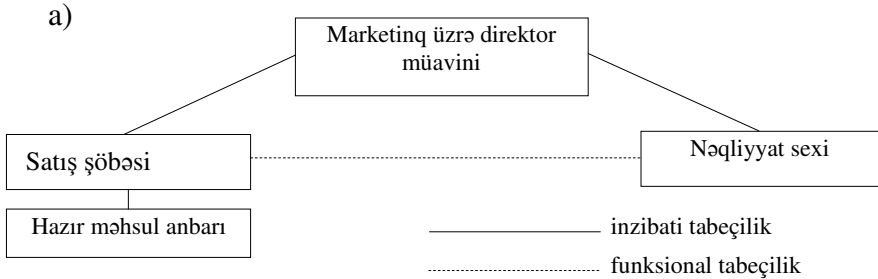 a)
Marketinq üzrə direktor
müavini
Satış şöbəsi
Nəqliyyat sexi
Hazır məhsul anbarı
inzibati tabeçilik
funksional tabeçilik